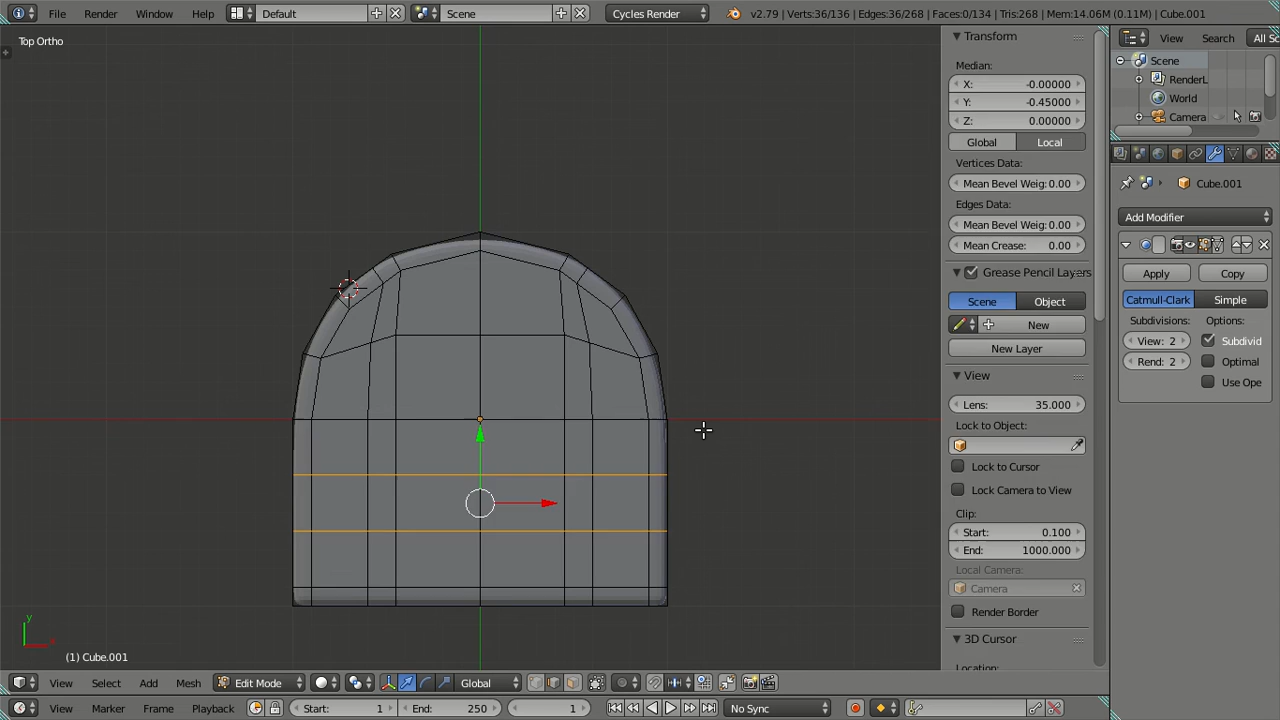 File Render Window Help Default Scene Cycles Render v2.79 | Verts:36/136 | Edges:36/268 | Faces:0/134 | Tris:268 | Mem:14.06M (0.11M) | Cube.001
Top Ortho
Transform
Median:
X: -0.00000
Y: -0.45000
Z: 0.00000
Global Local
Vertices Data:
Mean Bevel Weig: 0.00
Edges Data:
Mean Bevel Weig: 0.00
Mean Crease: 0.00
Grease Pencil Layers
Scene Object
New
New Layer
View
Lens: 35.000
Lock to Object:
Lock to Cursor
Lock Camera to View
Clip:
Start: 0.100
End: 1000.000
Local Camera:
Camera
Render Border
3D Cursor
Location:
View Search All Sc
Scene
RenderL
World
Camera
Cube.001
Add Modifier
Apply Copy
Catmull-Clark Simple
Subdivisions: Options:
View: 2 Subdivid
Rend: 2 Optimal
Use Ope
y
x
(1) Cube.001
View Select Add Mesh Edit Mode Global
View Marker Frame Playback Start: 1 End: 250 1 No Sync